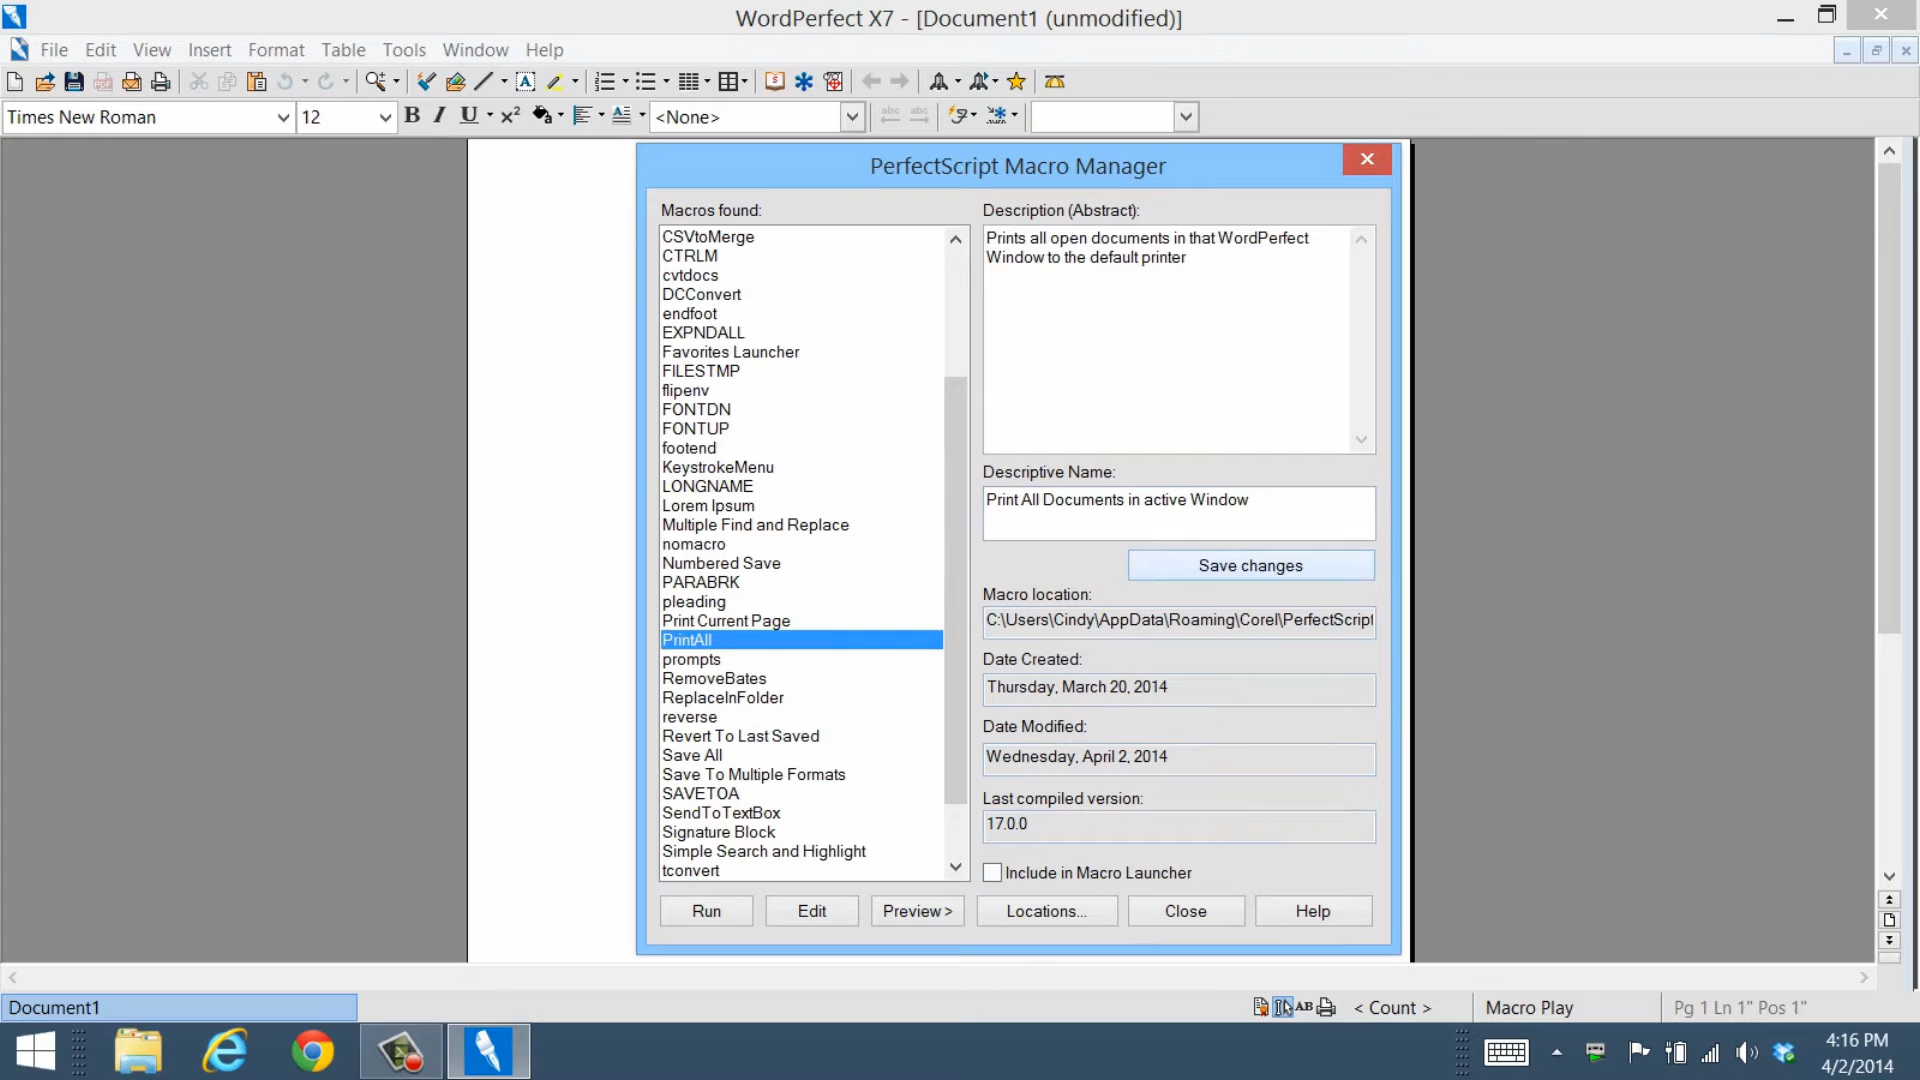 WordPerfect X7 - [Document1 (unmodified)]
File Edit View Insert Format Table Tools Window Help
Times New Roman 12 B I U x² <None> abc abc
PerfectScript Macro Manager
Macros found:
CSVtoMerge
CTRLM
cvtdocs
DCConvert
endfoot
EXPNDALL
Favorites Launcher
FILESTMP
flipenv
FONTDN
FONTUP
footend
KeystrokeMenu
LONGNAME
Lorem Ipsum
Multiple Find and Replace
nomacro
Numbered Save
PARABRK
pleading
Print Current Page
PrintAll
prompts
RemoveBates
ReplaceInFolder
reverse
Revert To Last Saved
Save All
Save To Multiple Formats
SAVETOA
SendToTextBox
Signature Block
Simple Search and Highlight
tconvert
Description (Abstract):
Prints all open documents in that WordPerfect
Window to the default printer
Descriptive Name:
Print All Documents in active Window
Save changes
Macro location:
C:\Users\Cindy\AppData\Roaming\Corel\PerfectScript
Date Created:
Thursday, March 20, 2014
Date Modified:
Wednesday, April 2, 2014
Last compiled version:
17.0.0
Include in Macro Launcher
Run Edit Preview > Locations... Close Help
Document1 AB < Count > Macro Play Pg 1 Ln 1" Pos 1"
4:16 PM
4/2/2014